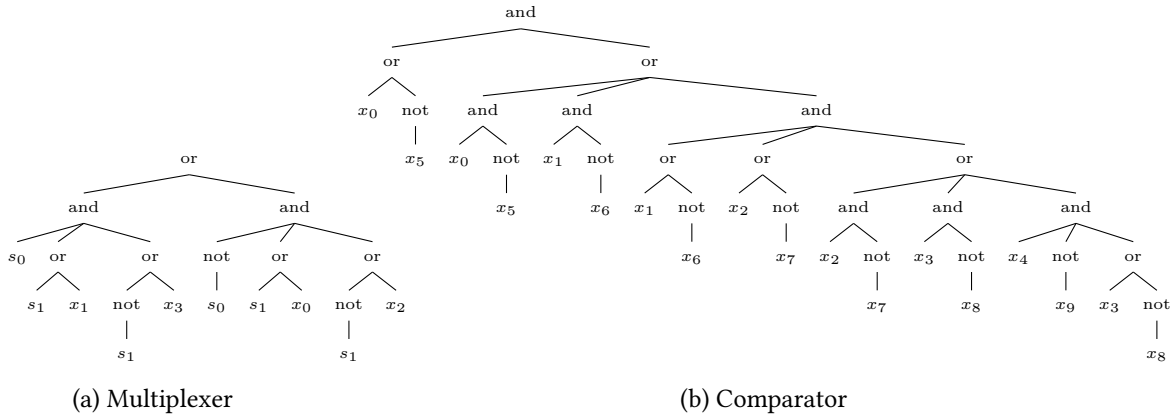 and
or or
x0 not and and and
x5 x0 not x1 not or or or
or x5 x6 x1 not x2 not and and and
and and x6 x7 x2 not x3 not x4 not or
s0 or or not or or x7 x8 x9 x3 not
s1 x1 not x3 s0 s1 x0 not x2 x8
s1 s1
(a) Multiplexer (b) Comparator